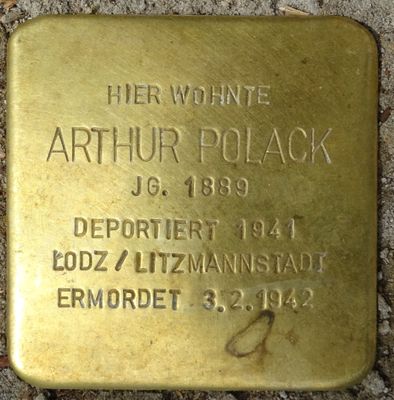 HIER WOHNTE
ARTHUR POLACK
JG. 1889
DEPORTIERT 1941
ŁODZ / LITZMANNSTADT
ERMORDET 3.2.1942